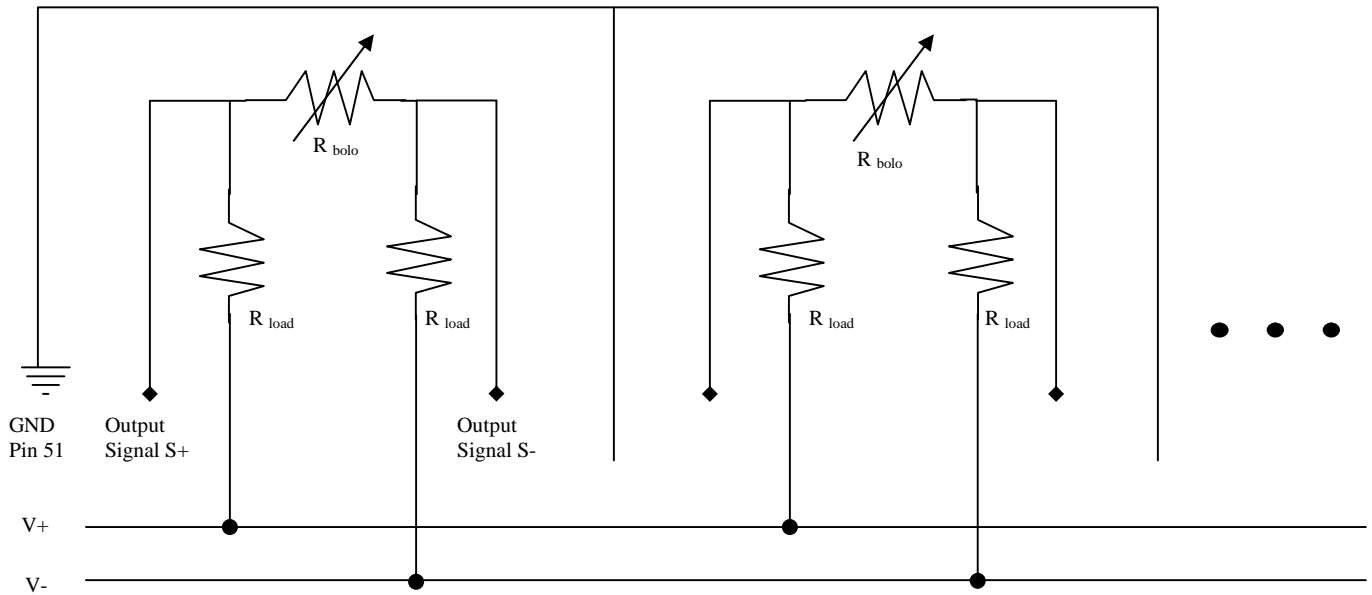 R bolo
R bolo
R load
R load
R load
R load
GND
Pin 51
Output
Signal S+
Output
Signal S-
V+
V-